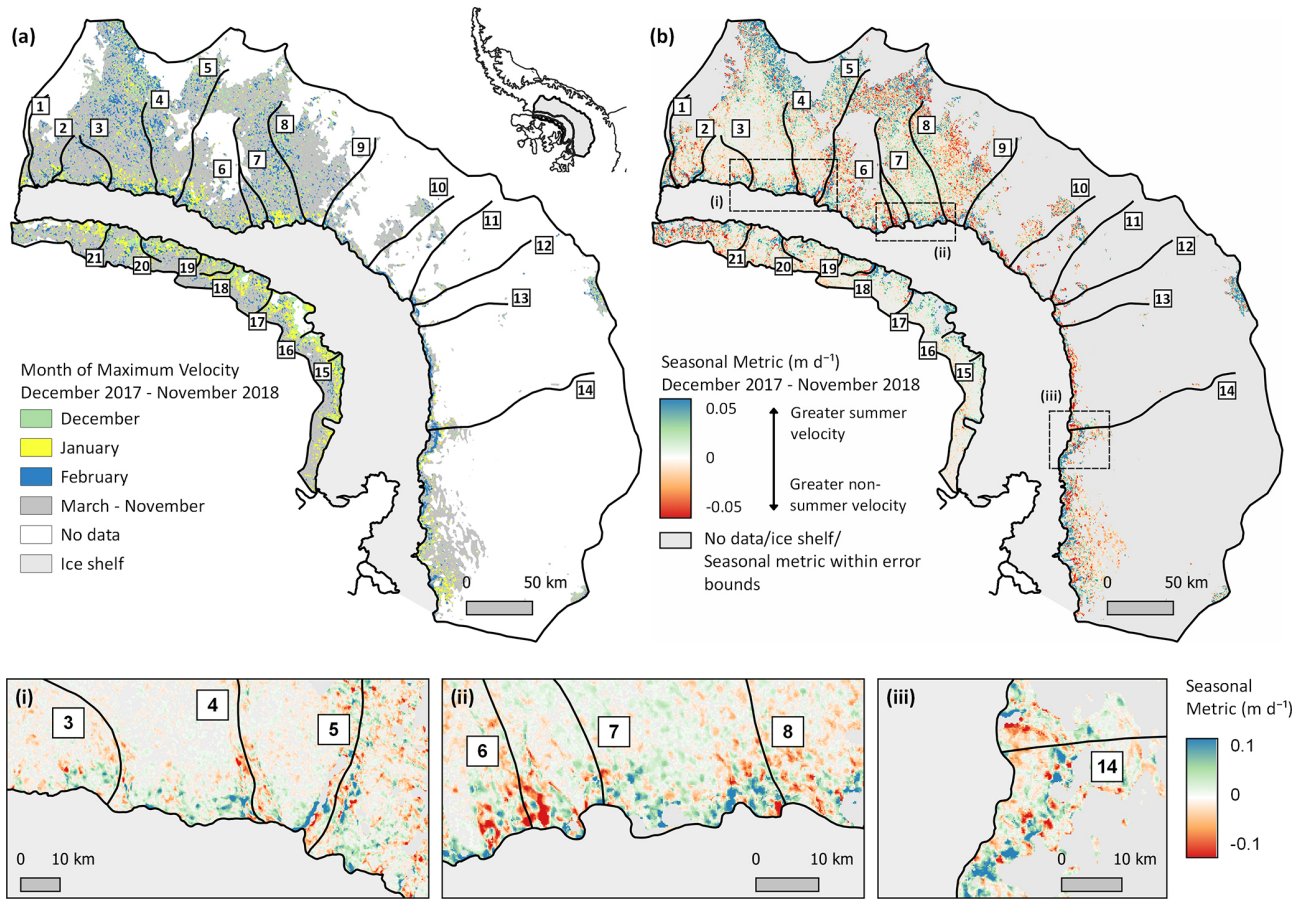 (a)
1
2
3
4
5
6
7
8
9
10
11
12
13
14
15
16
17
18
19
20
21
Month of Maximum Velocity
December 2017 - November 2018
December
January
February
March - November
No data
Ice shelf
0 50 km
(b)
1
2
3
4
5
6
7
8
9
10
11
12
13
14
15
16
17
18
19
20
21
(i)
(ii)
(iii)
Seasonal Metric (m d⁻¹)
December 2017 - November 2018
0.05
0
-0.05
Greater summer
velocity
Greater non-
summer velocity
No data/ice shelf/
Seasonal metric within error
bounds
0 50 km
(i)
3
4
5
0 10 km
(ii)
6
7
8
0 10 km
(iii)
14
0 10 km
Seasonal
Metric (m d⁻¹)
0.1
0
-0.1